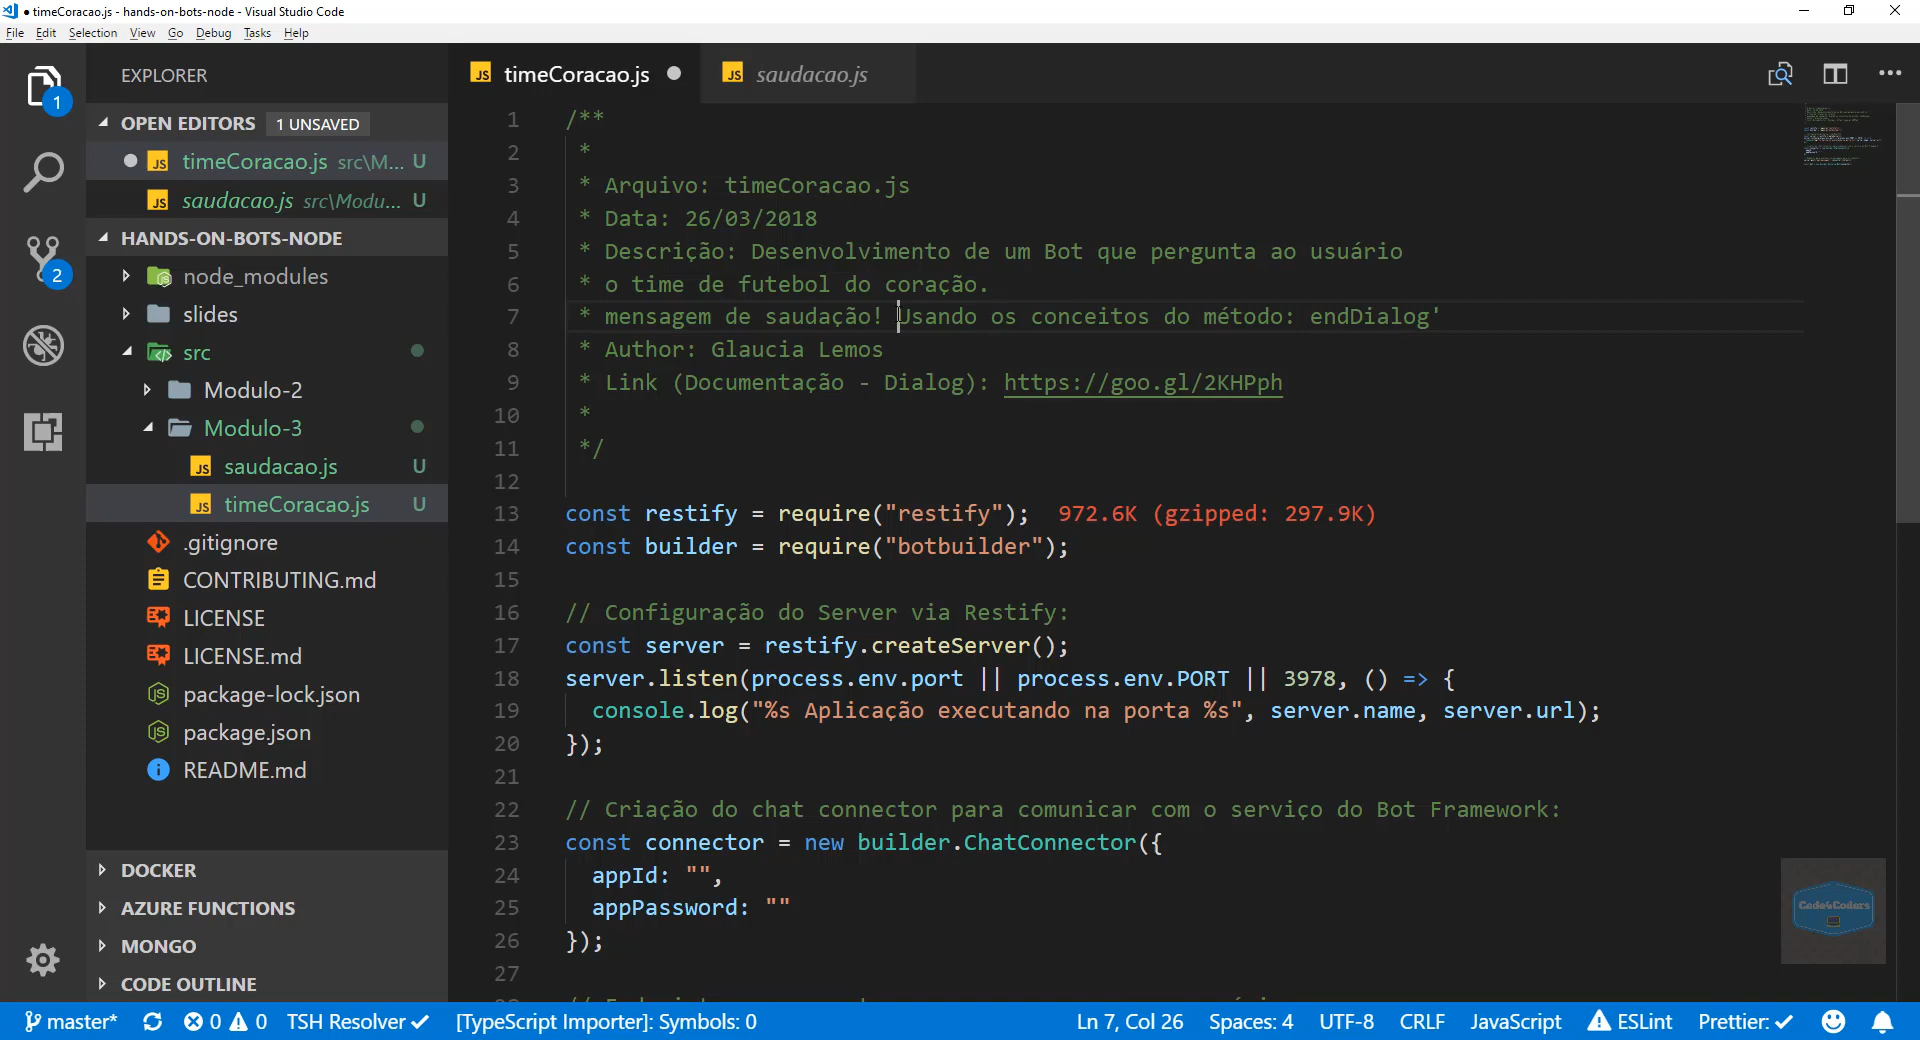 timeCoracao.js - hands-on-bots-node - Visual Studio Code
File Edit Selection View Go Debug Tasks Help
EXPLORER
OPEN EDITORS 1 UNSAVED
timeCoracao.js src\M... U
saudacao.js src\Modu... U
HANDS-ON-BOTS-NODE
node_modules
slides
src
Modulo-2
Modulo-3
saudacao.js U
timeCoracao.js U
.gitignore
CONTRIBUTING.md
LICENSE
LICENSE.md
package-lock.json
package.json
README.md
DOCKER
AZURE FUNCTIONS
MONGO
CODE OUTLINE
1
2
JS timeCoracao.js
JS saudacao.js
1 /**
2 *
3 * Arquivo: timeCoracao.js
4 * Data: 26/03/2018
5 * Descrição: Desenvolvimento de um Bot que pergunta ao usuário
6 * o time de futebol do coração.
7 * mensagem de saudação! Usando os conceitos do método: endDialog'
8 * Author: Glaucia Lemos
9 * Link (Documentação - Dialog): https://goo.gl/2KHPph
10 *
11 */
12
13 const restify = require("restify"); 972.6K (gzipped: 297.9K)
14 const builder = require("botbuilder");
15
16 // Configuração do Server via Restify:
17 const server = restify.createServer();
18 server.listen(process.env.port || process.env.PORT || 3978, () => {
19 console.log("%s Aplicação executando na porta %s", server.name, server.url);
20 });
21
22 // Criação do chat connector para comunicar com o serviço do Bot Framework:
23 const connector = new builder.ChatConnector({
24 appId: "",
25 appPassword: ""
26 });
27
Code4Coders
master* 0 0 TSH Resolver [TypeScript Importer]: Symbols: 0 Ln 7, Col 26 Spaces: 4 UTF-8 CRLF JavaScript ESLint Prettier: